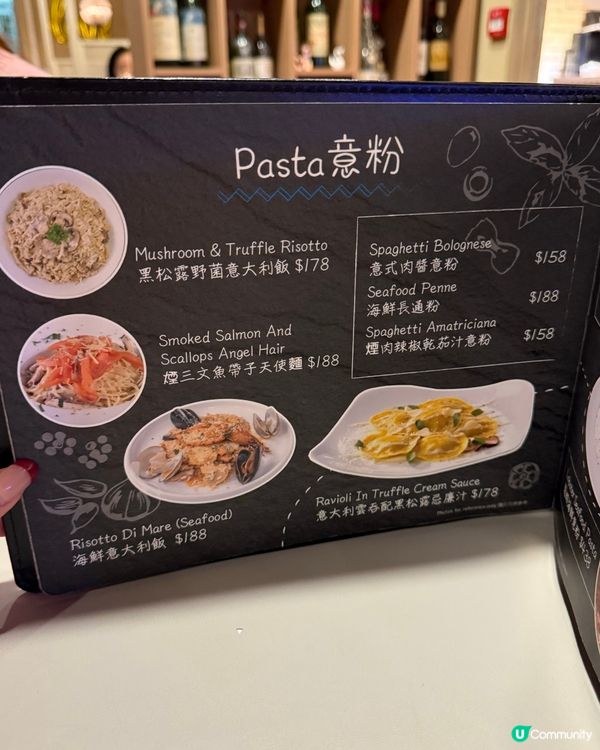 Pasta意粉
Mushroom & Truffle Risotto
黑松露野菌意大利飯 $178
Smoked Salmon And
Scallops Angel Hair
煙三文魚帶子天使麵 $188
Spaghetti Bolognese $158
意式肉醬意粉
Seafood Penne $188
海鮮長通粉
Spaghetti Amatriciana $158
煙肉辣椒乾茄汁意粉
Risotto Di Mare (Seafood)
海鮮意大利飯 $188
Ravioli In Truffle Cream Sauce
意大利雲吞配黑松露忌廉汁 $178
U Community